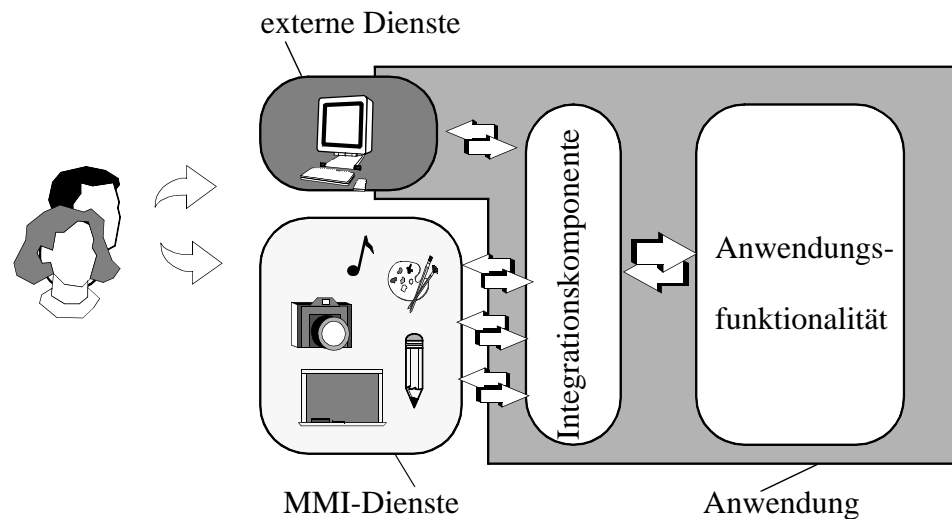 externe Dienste
Integrationskomponente
Anwendungs-
funktionalität
MMI-Dienste
Anwendung